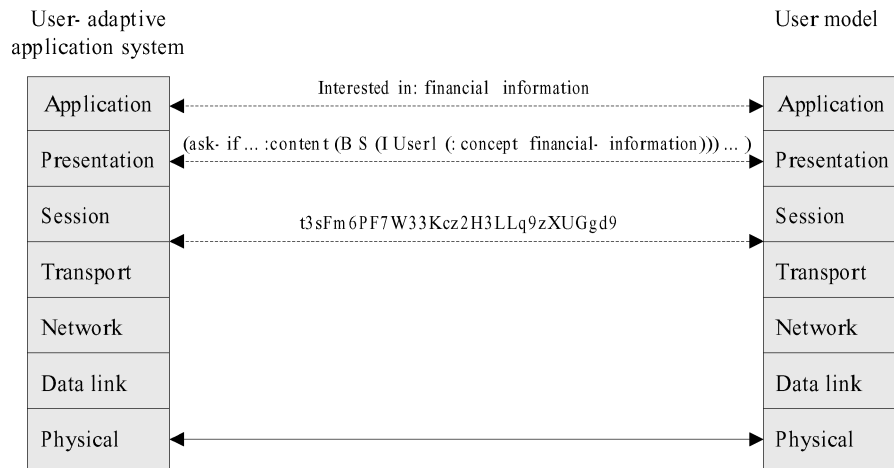 User- adaptive
application system
User model
Application
Interested in: financial information
Application
Presentation
(ask- if ... :content (B S (I User1 (: concept financial- information))) ... )
Presentation
Session
t3sFm6PF7W33Kcz2H3LLq9zXUGgd9
Session
Transport
Transport
Network
Network
Data link
Data link
Physical
Physical